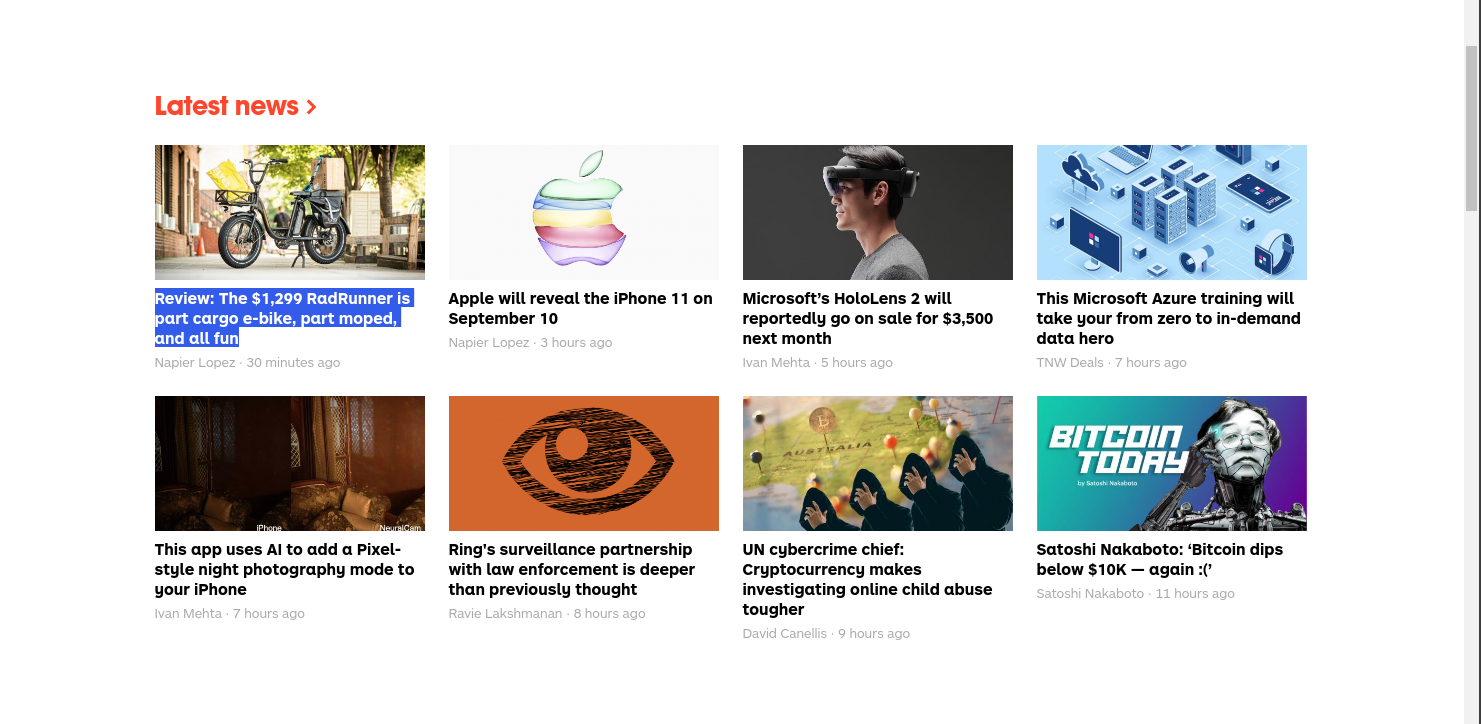 Latest news >
Review: The $1,299 RadRunner is
part cargo e-bike, part moped,
and all fun
Napier Lopez · 30 minutes ago
Apple will reveal the iPhone 11 on
September 10
Napier Lopez · 3 hours ago
Microsoft’s HoloLens 2 will
reportedly go on sale for $3,500
next month
Ivan Mehta · 5 hours ago
This Microsoft Azure training will
take your from zero to in-demand
data hero
TNW Deals · 7 hours ago
iPhone
NeuralCam
This app uses AI to add a Pixel-
style night photography mode to
your iPhone
Ivan Mehta · 7 hours ago
Ring's surveillance partnership
with law enforcement is deeper
than previously thought
Ravie Lakshmanan · 8 hours ago
AUSTRALIA
UN cybercrime chief:
Cryptocurrency makes
investigating online child abuse
tougher
David Canellis · 9 hours ago
BITCOIN
TODAY
by Satoshi Nakaboto
Satoshi Nakaboto: ‘Bitcoin dips
below $10K — again :(’
Satoshi Nakaboto · 11 hours ago